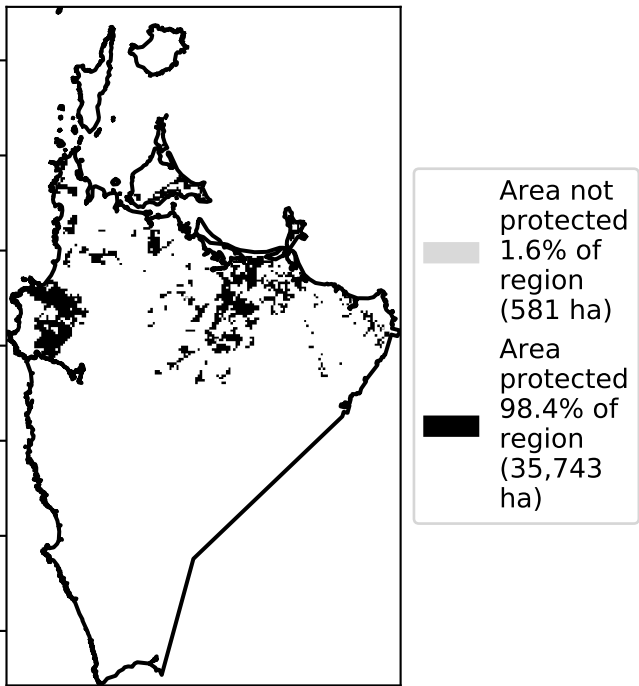 Area not
protected
1.6% of
region
(581 ha)
Area
protected
98.4% of
region
(35,743
ha)